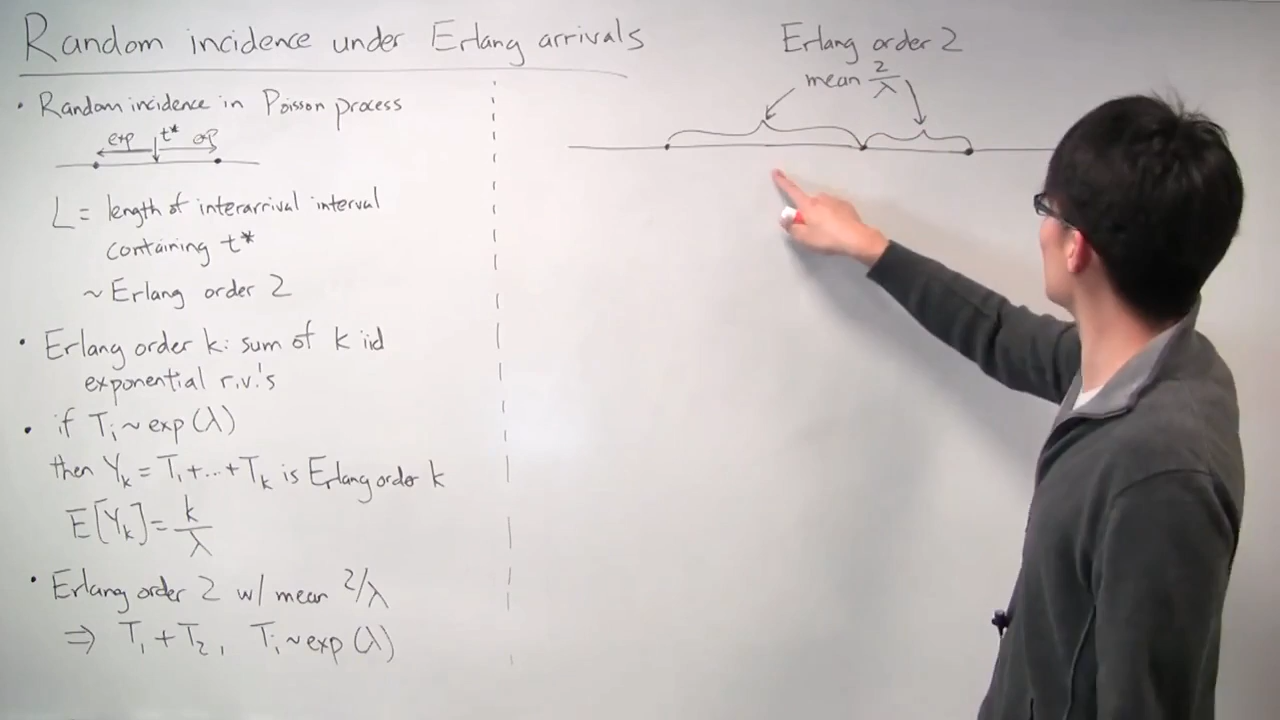 Random incidence under Erlang arrivals
• Random incidence in Poisson process
exp t* exp
L = length of interarrival interval
containing t*
~ Erlang order 2
• Erlang order k: sum of k iid
exponential r.v.'s
• if Tᵢ ~ exp(λ)
then Yₖ = T₁ + ... + Tₖ is Erlang order k
E[Yₖ] = k/λ
• Erlang order 2 w/ mean 2/λ
⇒ T₁ + T₂, Tᵢ ~ exp(λ)
Erlang order 2
mean 2/λ